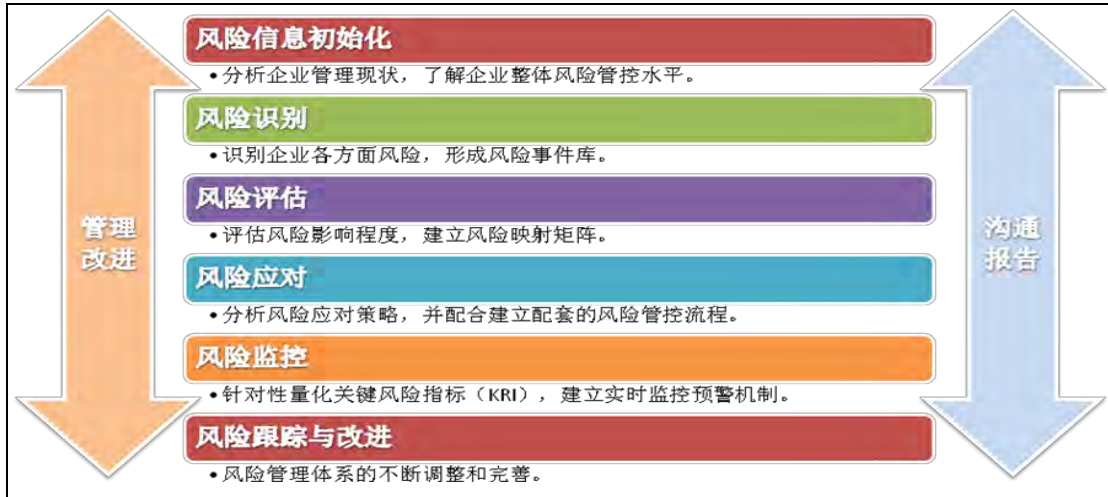 风险信息初始化
•分析企业管理现状，了解企业整体风险管控水平。
风险识别
•识别企业各方面风险，形成风险事件库。
风险评估
•评估风险影响程度，建立风险映射矩阵。
管理
改进
沟通
报告
风险应对
•分析风险应对策略，并配合建立配套的风险管控流程。
风险监控
•针对性量化关键风险指标（KRI），建立实时监控预警机制。
风险跟踪与改进
•风险管理体系的不断调整和完善。